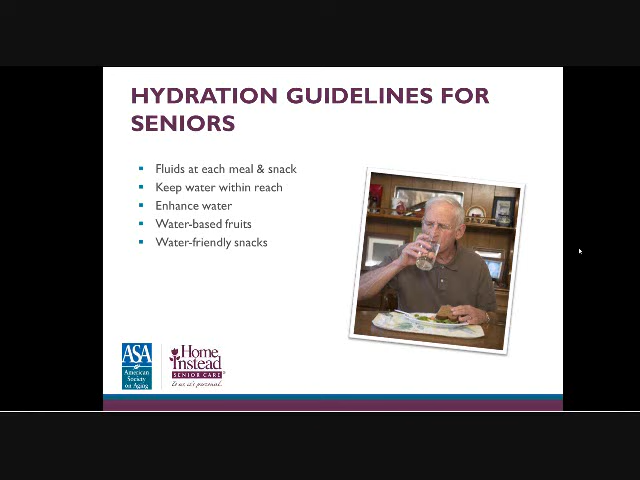 HYDRATION GUIDELINES FOR
SENIORS
Fluids at each meal & snack
Keep water within reach
Enhance water
Water-based fruits
Water-friendly snacks
ASA
American
Society
on Aging
Home
Instead
SENIOR CARE®
To us, it's personal.